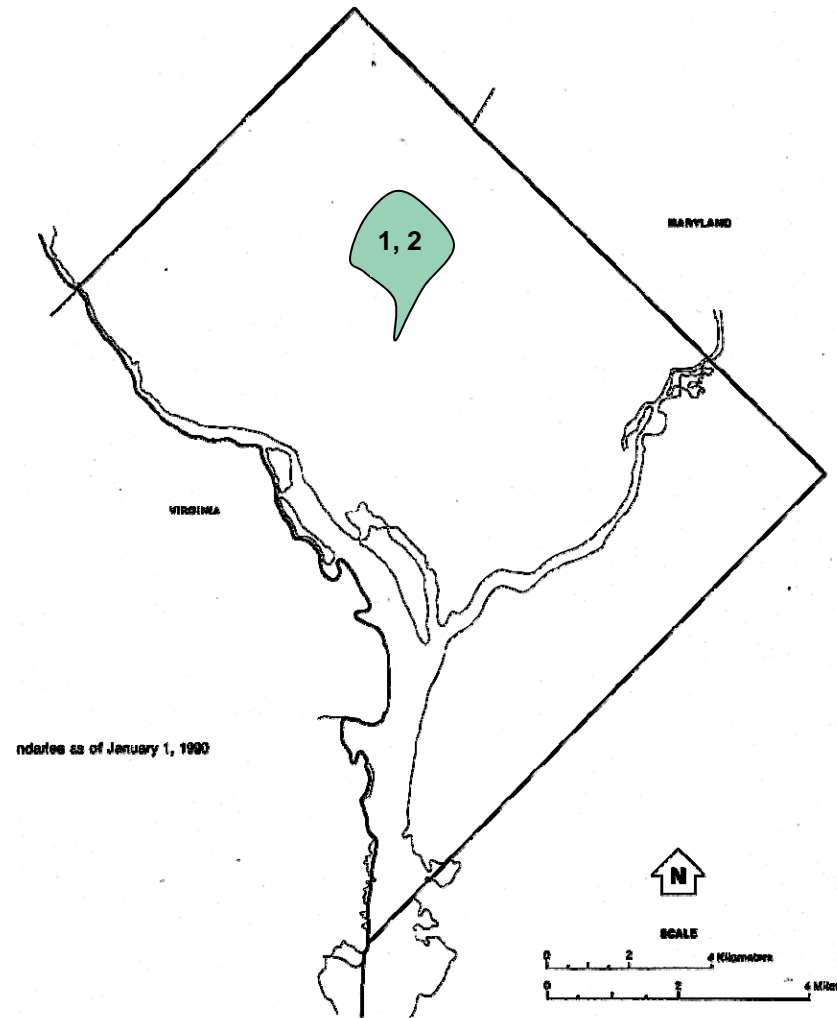 1, 2
MARYLAND
VIRGINIA
ndaries as of January 1, 1990
N
SCALE
0 2 4 Kilometers
0 2 4 Miles